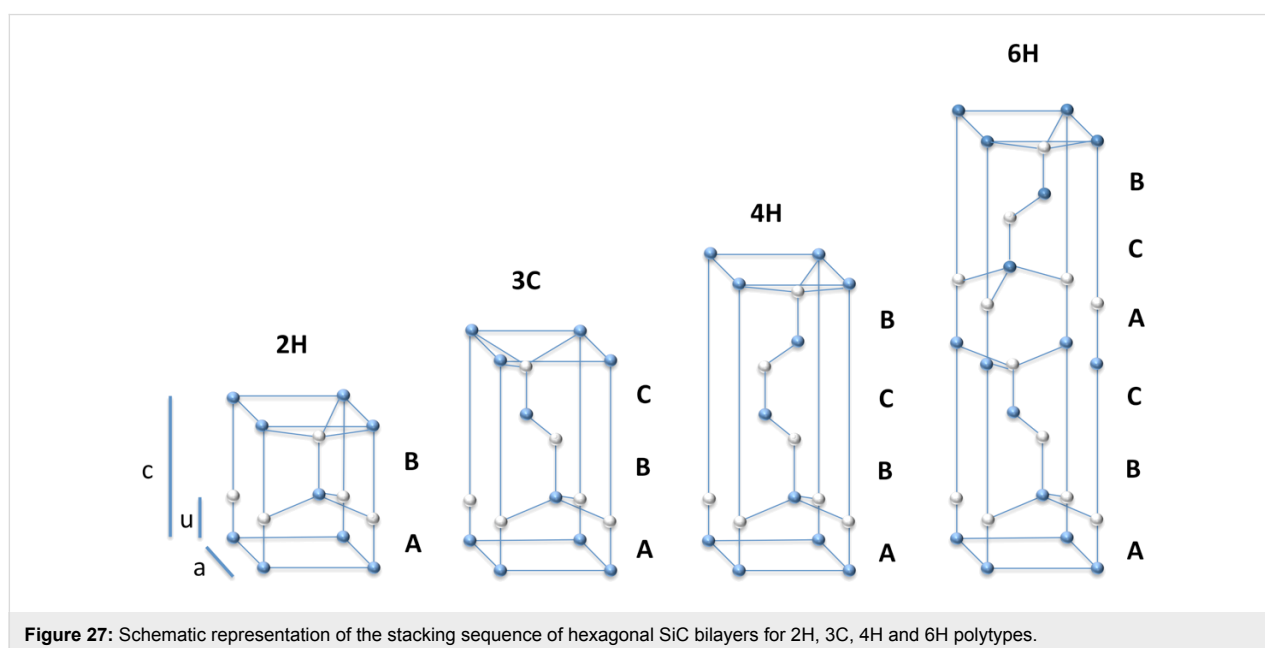 6H
4H
3C
2H
B
C
A
C
B
A
B
C
B
A
C
B
A
B
A
c
u
a
Figure 27: Schematic representation of the stacking sequence of hexagonal SiC bilayers for 2H, 3C, 4H and 6H polytypes.